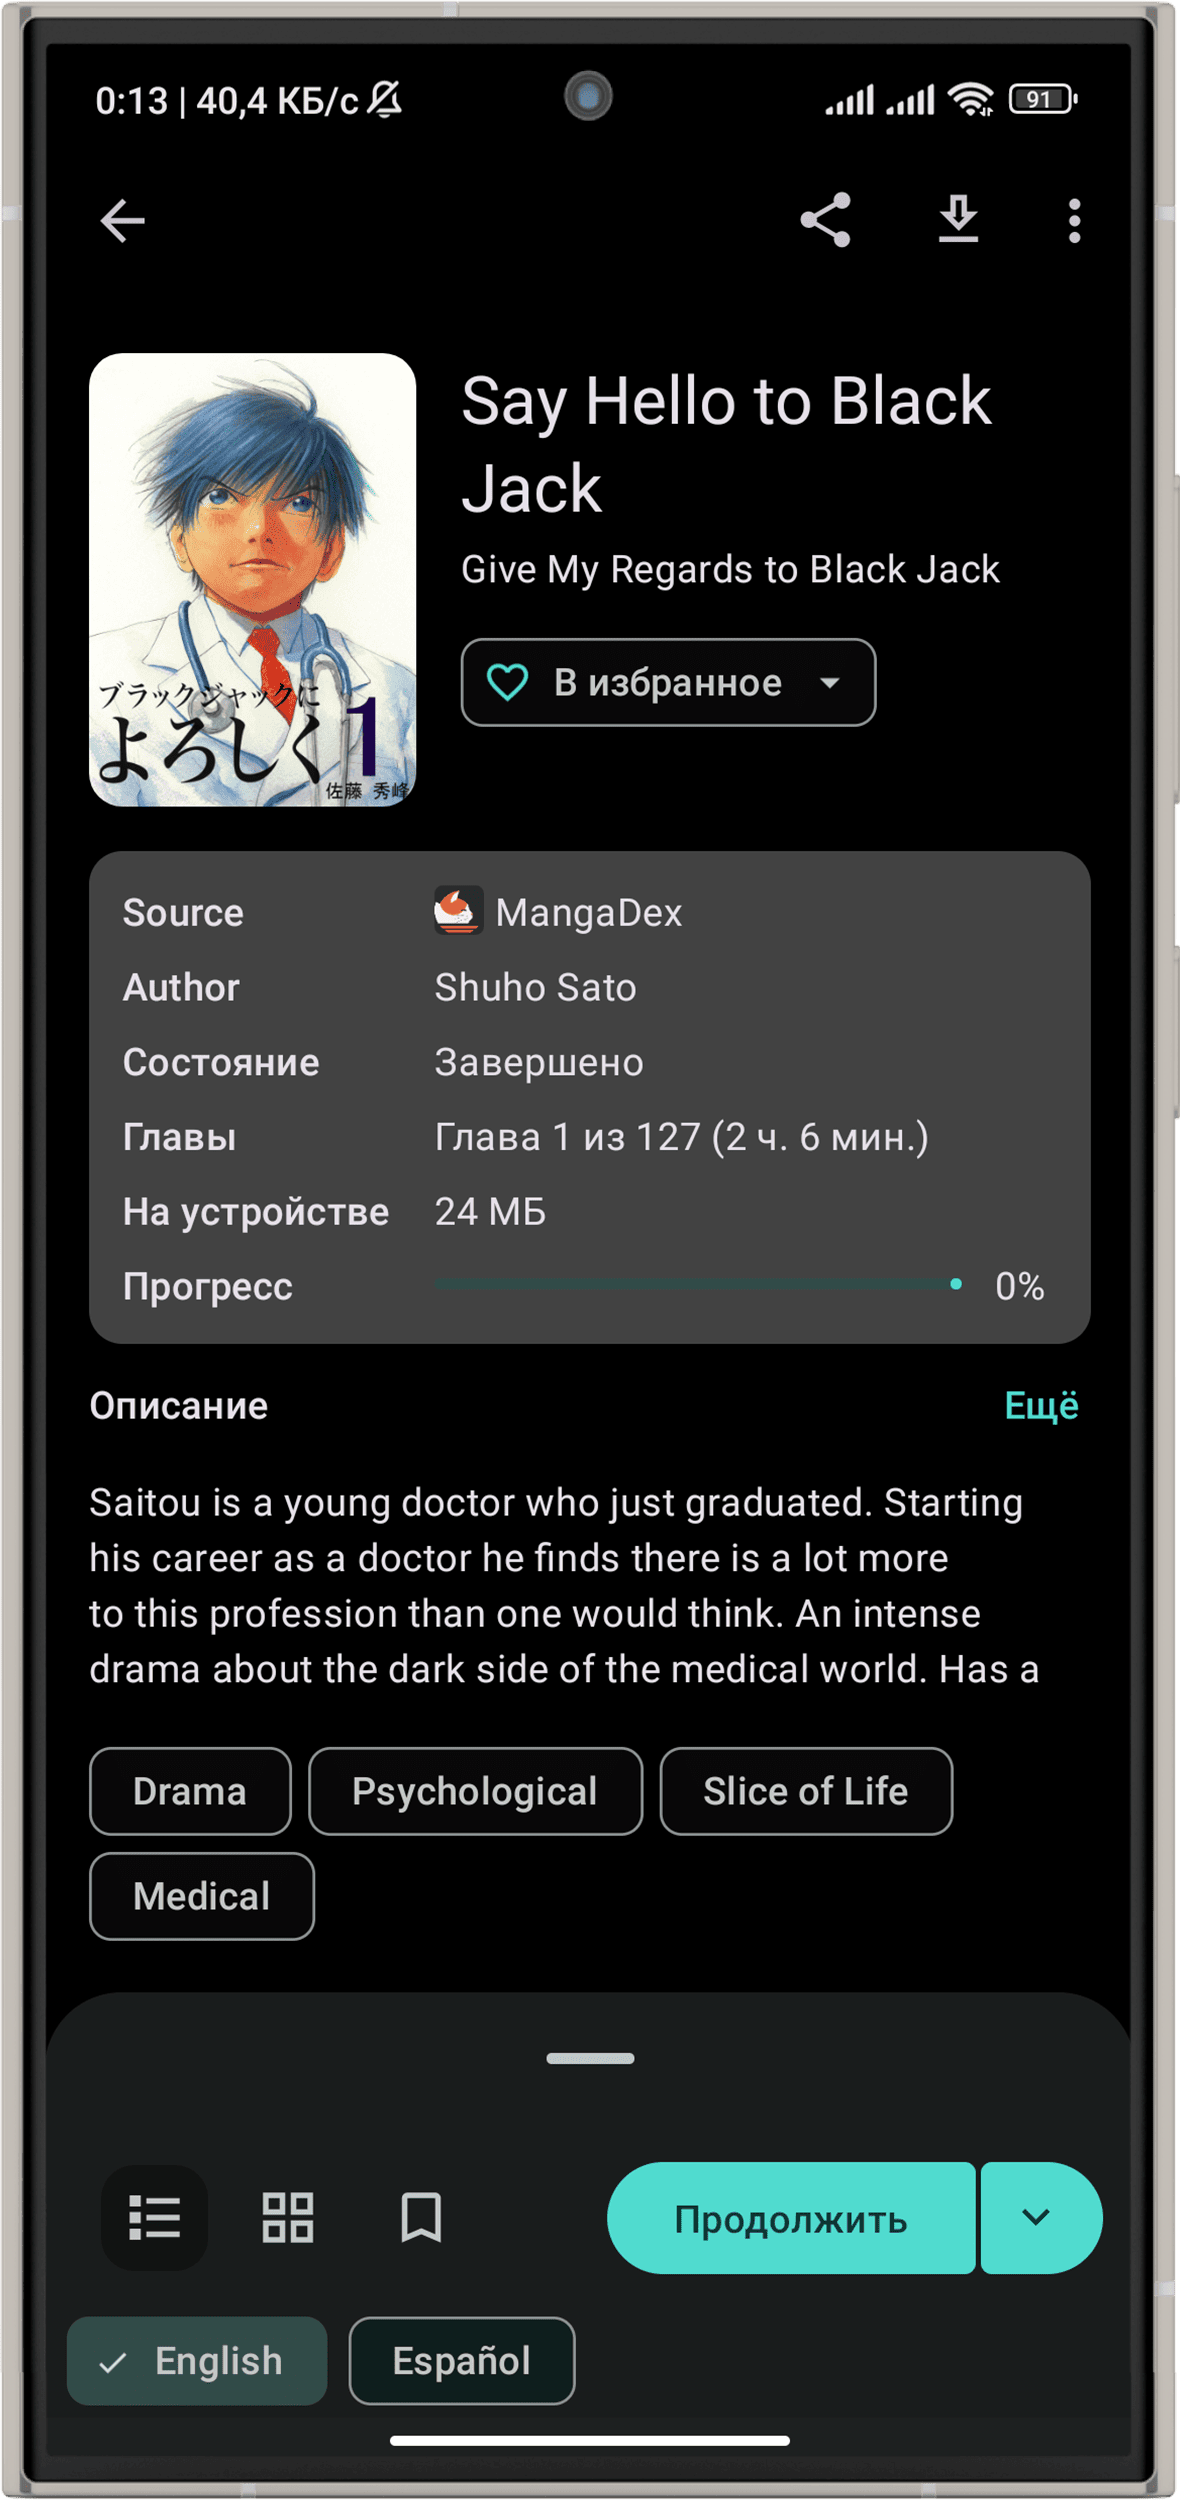 0:13 | 40,4 КБ/с
91
Say Hello to Black
Jack
Give My Regards to Black Jack
В избранное
ブラックジャックに
よろしく1
佐藤 秀峰
Source MangaDex
Author Shuho Sato
Состояние Завершено
Главы Глава 1 из 127 (2 ч. 6 мин.)
На устройстве 24 МБ
Прогресс 0%
Описание Ещё
Saitou is a young doctor who just graduated. Starting
his career as a doctor he finds there is a lot more
to this profession than one would think. An intense
drama about the dark side of the medical world. Has a
Drama Psychological Slice of Life
Medical
Продолжить
English Español